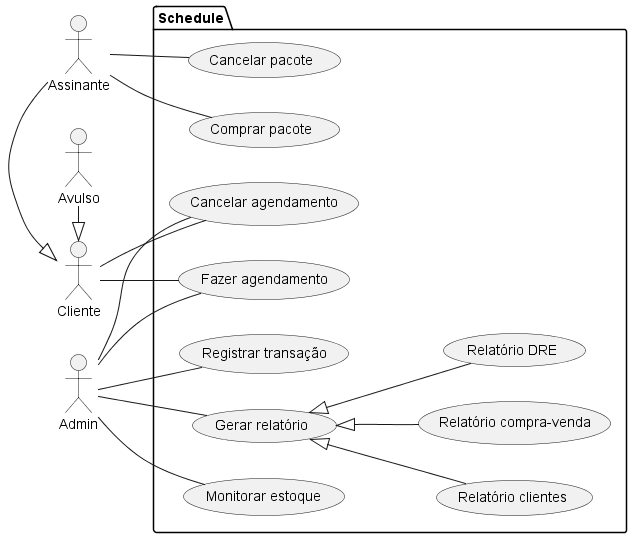 Schedule
Assinante
Cancelar pacote
Comprar pacote
Avulso
Cancelar agendamento
Cliente
Fazer agendamento
Registrar transação
Relatório DRE
Admin
Gerar relatório
Relatório compra-venda
Monitorar estoque
Relatório clientes